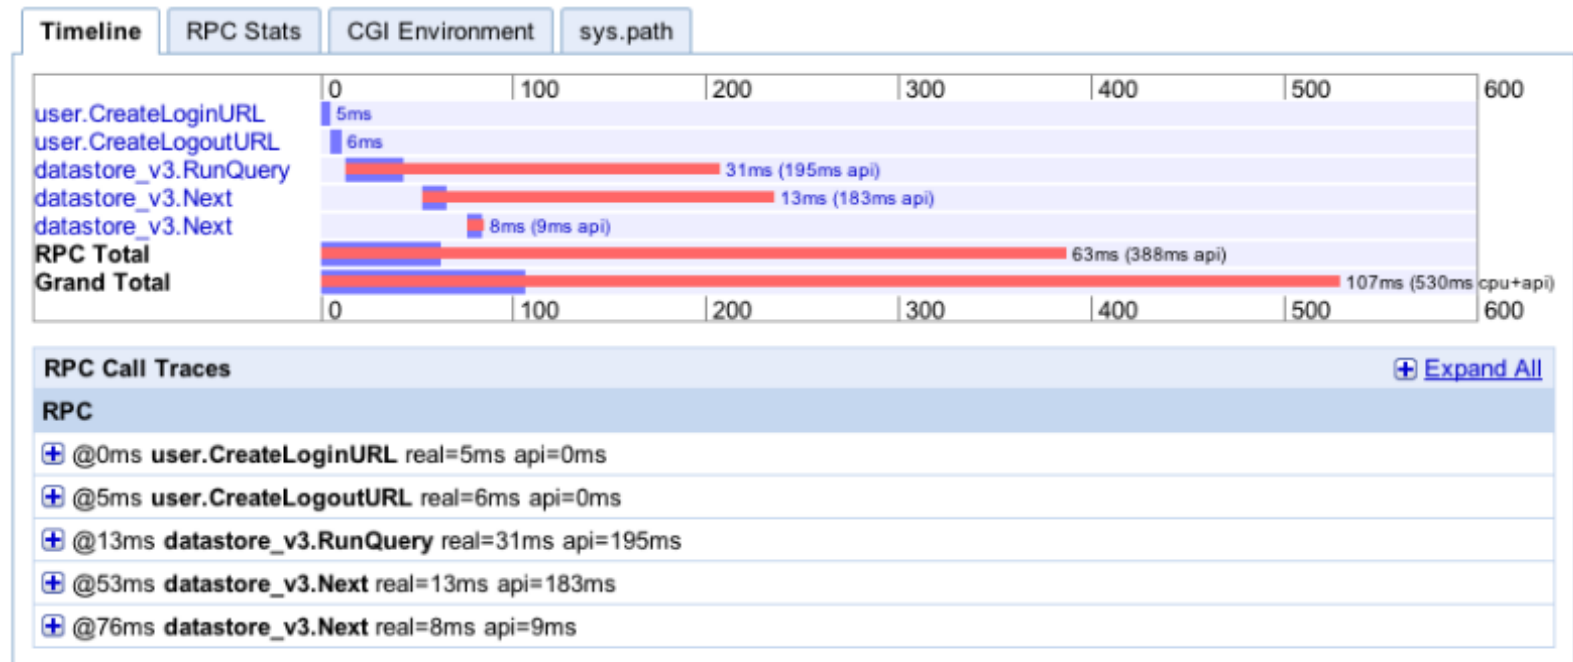 Timeline RPC Stats CGI Environment sys.path
0 100 200 300 400 500 600
user.CreateLoginURL 5ms
user.CreateLogoutURL 6ms
datastore_v3.RunQuery 31ms (195ms api)
datastore_v3.Next 13ms (183ms api)
datastore_v3.Next 8ms (9ms api)
RPC Total 63ms (388ms api)
Grand Total 107ms (530ms cpu+api)
0 100 200 300 400 500 600
RPC Call Traces Expand All
RPC
@0ms user.CreateLoginURL real=5ms api=0ms
@5ms user.CreateLogoutURL real=6ms api=0ms
@13ms datastore_v3.RunQuery real=31ms api=195ms
@53ms datastore_v3.Next real=13ms api=183ms
@76ms datastore_v3.Next real=8ms api=9ms